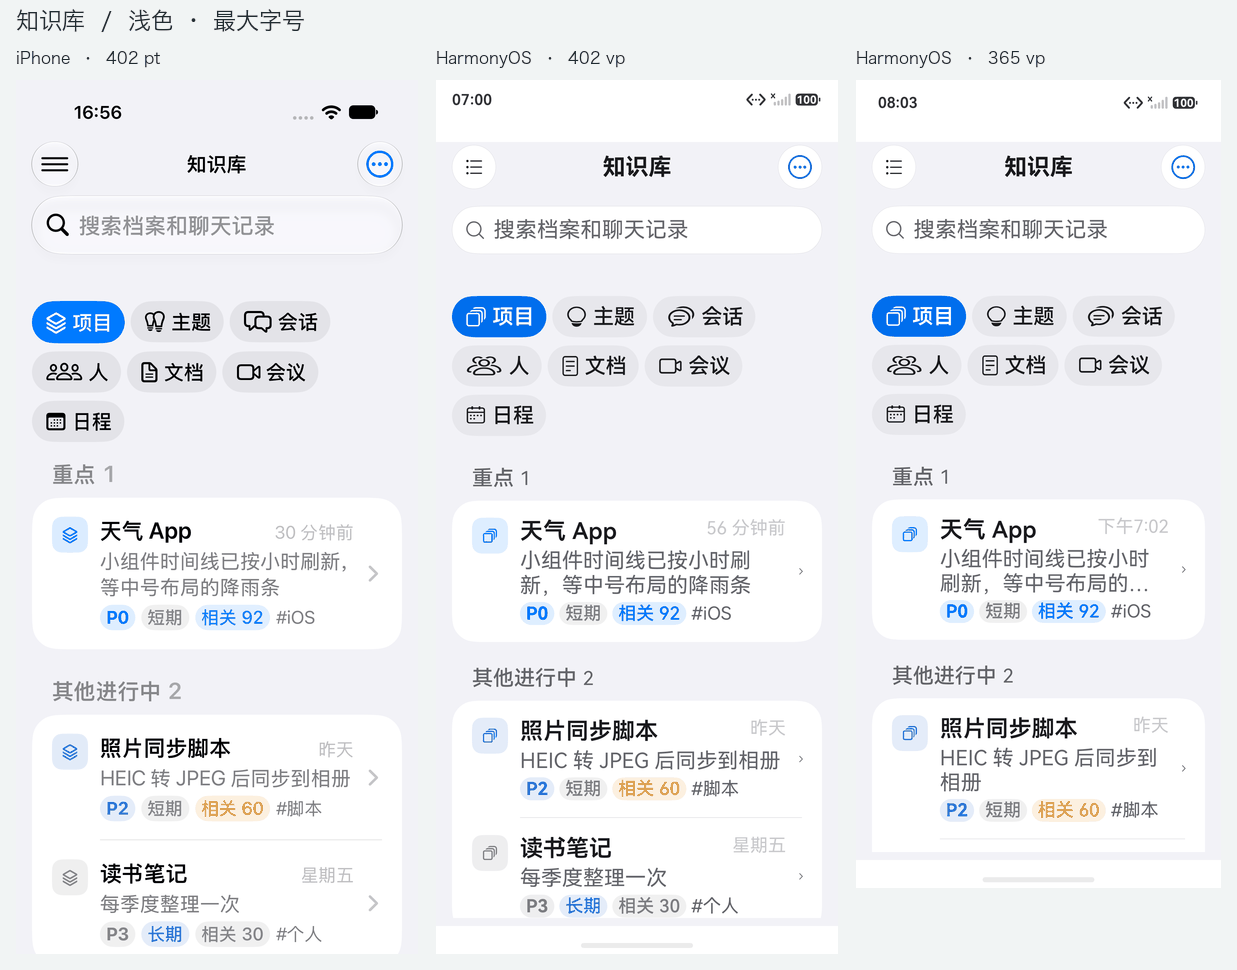 知识库 / 浅色 · 最大字号
iPhone · 402 pt
16:56
知识库
搜索档案和聊天记录
项目 主题 会话
人 文档 会议
日程
重点 1
天气 App 30 分钟前
小组件时间线已按小时刷新，
等中号布局的降雨条
P0 短期 相关 92 #iOS
其他进行中 2
照片同步脚本 昨天
HEIC 转 JPEG 后同步到相册
P2 短期 相关 60 #脚本
读书笔记 星期五
每季度整理一次
P3 长期 相关 30 #个人
HarmonyOS · 402 vp
07:00 100
知识库
搜索档案和聊天记录
项目 主题 会话
人 文档 会议
日程
重点 1
天气 App 56 分钟前
小组件时间线已按小时刷
新，等中号布局的降雨条
P0 短期 相关 92 #iOS
其他进行中 2
照片同步脚本 昨天
HEIC 转 JPEG 后同步到相册
P2 短期 相关 60 #脚本
读书笔记 星期五
每季度整理一次
P3 长期 相关 30 #个人
HarmonyOS · 365 vp
08:03 100
知识库
搜索档案和聊天记录
项目 主题 会话
人 文档 会议
日程
重点 1
天气 App 下午7:02
小组件时间线已按小时
刷新，等中号布局的...
P0 短期 相关 92 #iOS
其他进行中 2
照片同步脚本 昨天
HEIC 转 JPEG 后同步到
相册
P2 短期 相关 60 #脚本